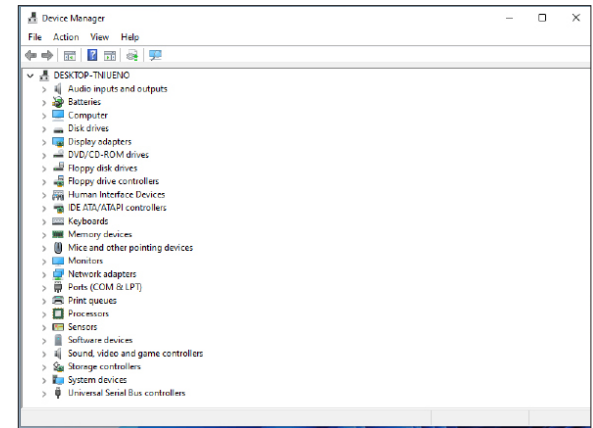 Device Manager
File Action View Help
DESKTOP-TNIUENO
Audio inputs and outputs
Batteries
Computer
Disk drives
Display adapters
DVD/CD-ROM drives
Floppy disk drives
Floppy drive controllers
Human Interface Devices
IDE ATA/ATAPI controllers
Keyboards
Memory devices
Mice and other pointing devices
Monitors
Network adapters
Ports (COM & LPT)
Print queues
Processors
Sensors
Software devices
Sound, video and game controllers
Storage controllers
System devices
Universal Serial Bus controllers